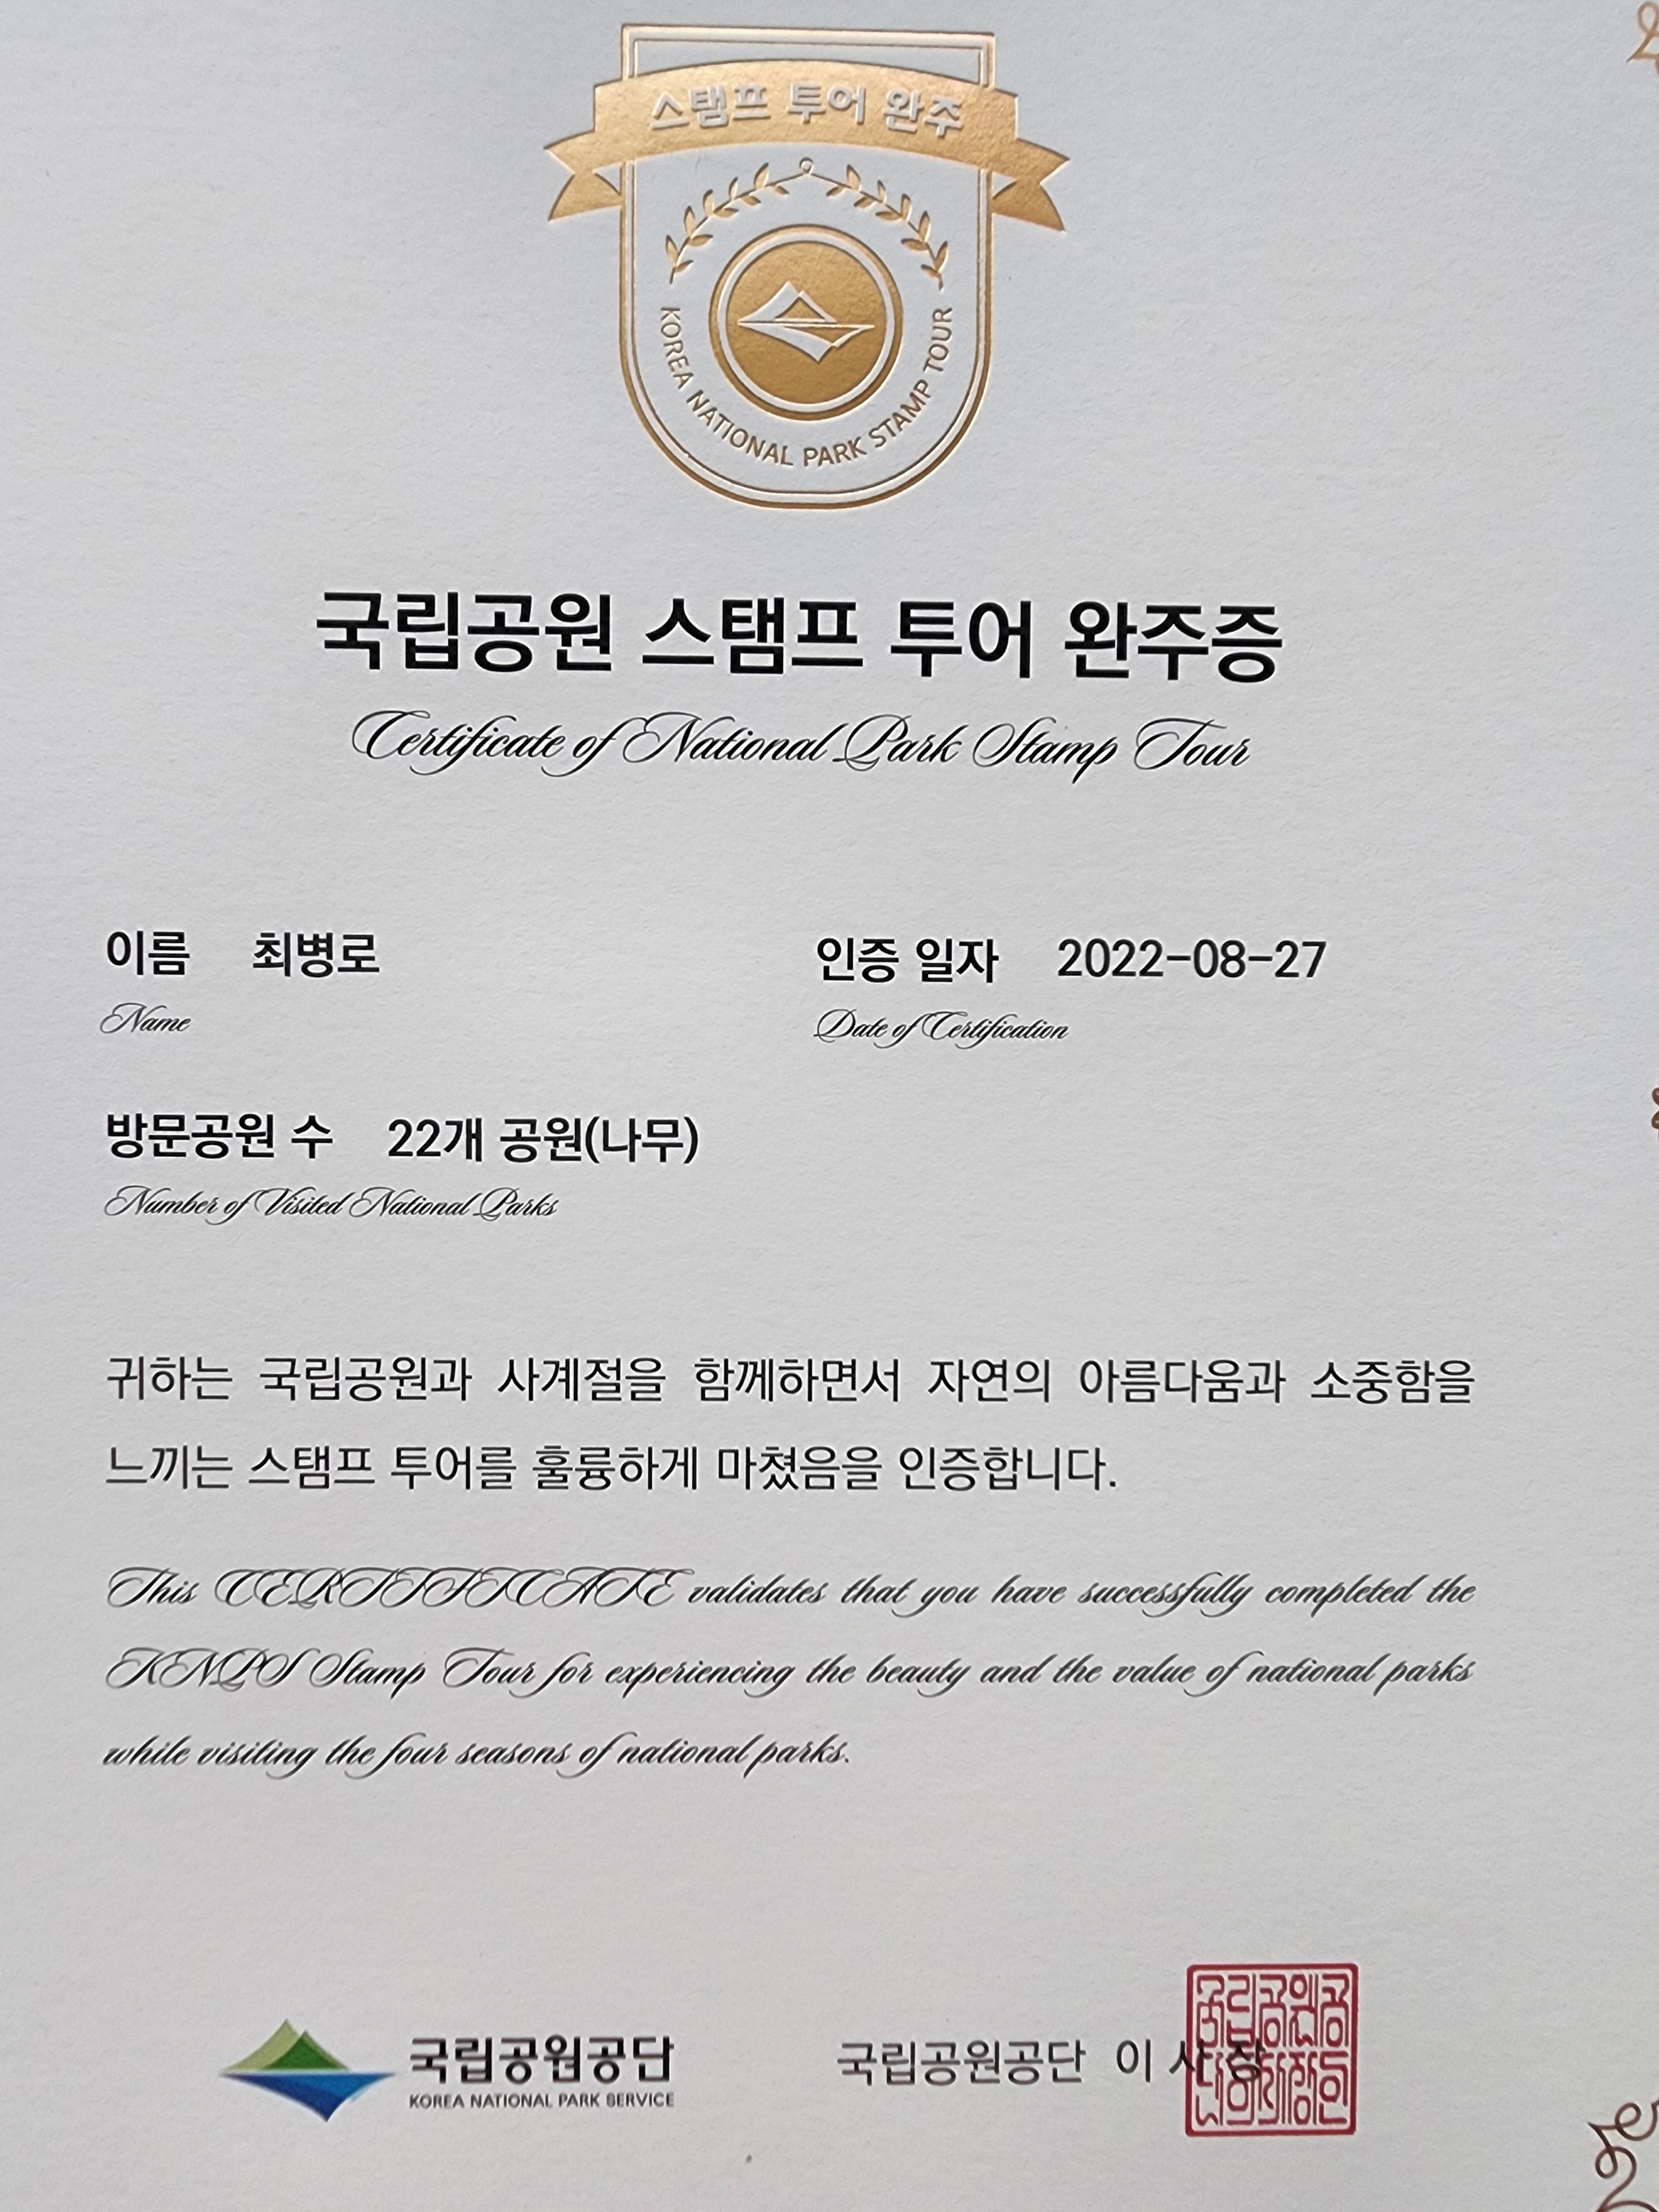 스탬프 투어 완주
KOREA NATIONAL PARK STAMP TOUR
국립공원 스탬프 투어 완주증
Certificate of National Park Stamp Tour
이름 최병로
Name
인증 일자 2022-08-27
Date of Certification
방문공원 수 22개 공원(나무)
Number of Visited National Parks
귀하는 국립공원과 사계절을 함께하면서 자연의 아름다움과 소중함을
느끼는 스탬프 투어를 훌륭하게 마쳤음을 인증합니다.
This CERTIFICATE validates that you have successfully completed the
KNPS Stamp Tour for experiencing the beauty and the value of national parks
while visiting the four seasons of national parks.
국립공원공단
KOREA NATIONAL PARK SERVICE
국립공원공단 이 사 장